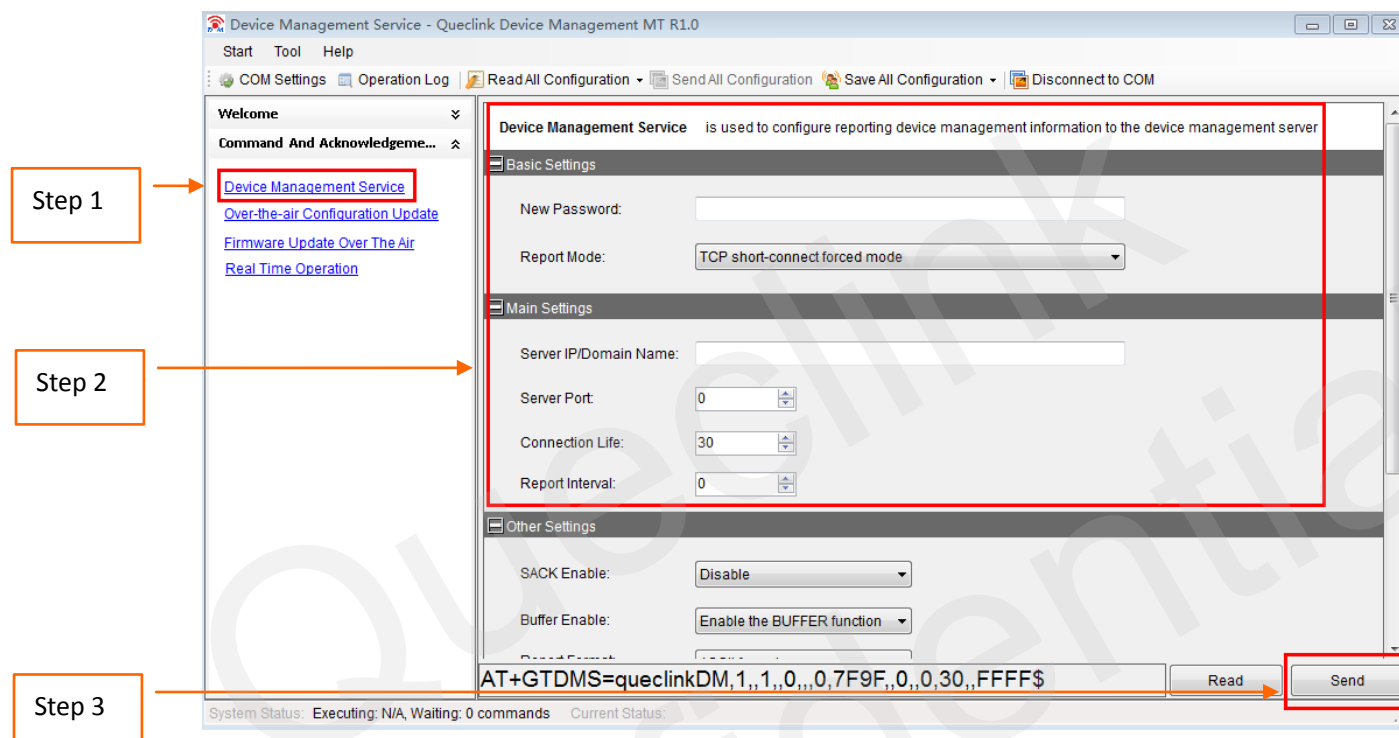 Device Management Service - Queclink Device Management MT R1.0
Start Tool Help
COM Settings Operation Log Read All Configuration Send All Configuration Save All Configuration Disconnect to COM
Welcome
Command And Acknowledgeme...
Device Management Service
Over-the-air Configuration Update
Firmware Update Over The Air
Real Time Operation
Step 1
Step 2
Step 3
Device Management Service is used to configure reporting device management information to the device management server
Basic Settings
New Password:
Report Mode: TCP short-connect forced mode
Main Settings
Server IP/Domain Name:
Server Port: 0
Connection Life: 30
Report Interval: 0
Other Settings
SACK Enable: Disable
Buffer Enable: Enable the BUFFER function
AT+GTDMS=queclinkDM,1,,1,,0,,,0,7F9F,,0,,0,30,,FFFF$
Read Send
System Status: Executing: N/A, Waiting: 0 commands Current Status:
Queclink